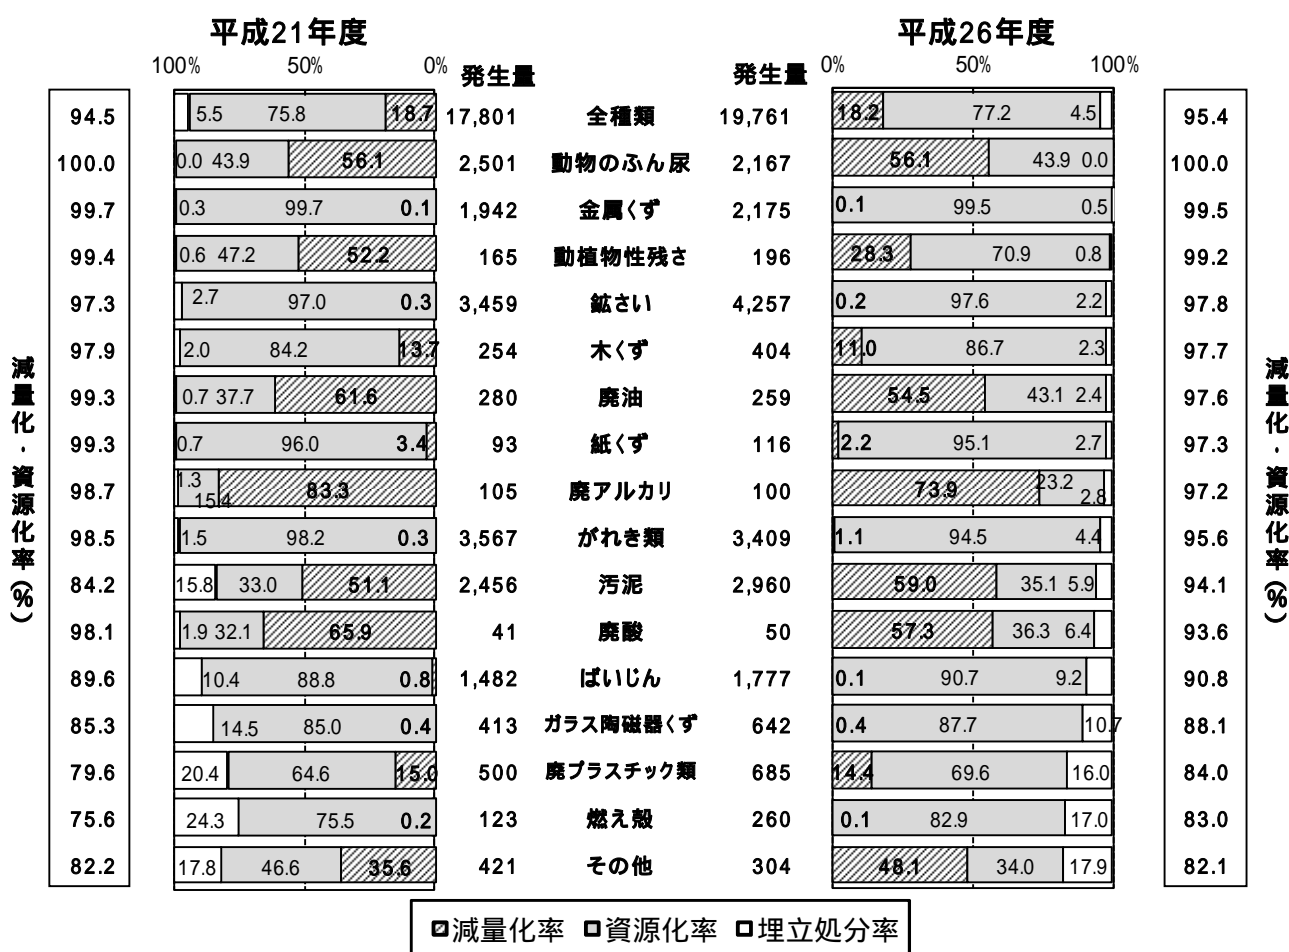 平成21年度 平成26年度
100% 50% 0% 発生量 発生量 0% 50% 100%
94.5 5.5 75.8 18.7 17,801 全種類 19,761 18.2 77.2 4.5 95.4
100.0 0.0 43.9 56.1 2,501 動物のふん尿 2,167 56.1 43.9 0.0 100.0
99.7 0.3 99.7 0.1 1,942 金属くず 2,175 0.1 99.5 0.5 99.5
99.4 0.6 47.2 52.2 165 動植物性残さ 196 28.3 70.9 0.8 99.2
97.3 2.7 97.0 0.3 3,459 鉱さい 4,257 0.2 97.6 2.2 97.8
97.9 2.0 84.2 13.7 254 木くず 404 11.0 86.7 2.3 97.7
99.3 0.7 37.7 61.6 280 廃油 259 54.5 43.1 2.4 97.6
99.3 0.7 96.0 3.4 93 紙くず 116 2.2 95.1 2.7 97.3
98.7 1.3 15.4 83.3 105 廃アルカリ 100 73.9 23.2 2.8 97.2
98.5 1.5 98.2 0.3 3,567 がれき類 3,409 1.1 94.5 4.4 95.6
84.2 15.8 33.0 51.1 2,456 汚泥 2,960 59.0 35.1 5.9 94.1
98.1 1.9 32.1 65.9 41 廃酸 50 57.3 36.3 6.4 93.6
89.6 10.4 88.8 0.8 1,482 ばいじん 1,777 0.1 90.7 9.2 90.8
85.3 14.5 85.0 0.4 413 ガラス陶磁器くず 642 0.4 87.7 10.7 88.1
79.6 20.4 64.6 15.0 500 廃プラスチック類 685 14.4 69.6 16.0 84.0
75.6 24.3 75.5 0.2 123 燃え殻 260 0.1 82.9 17.0 83.0
82.2 17.8 46.6 35.6 421 その他 304 48.1 34.0 17.9 82.1
減量化・資源化率(%)
減量化・資源化率(%)
減量化率 資源化率 埋立処分率